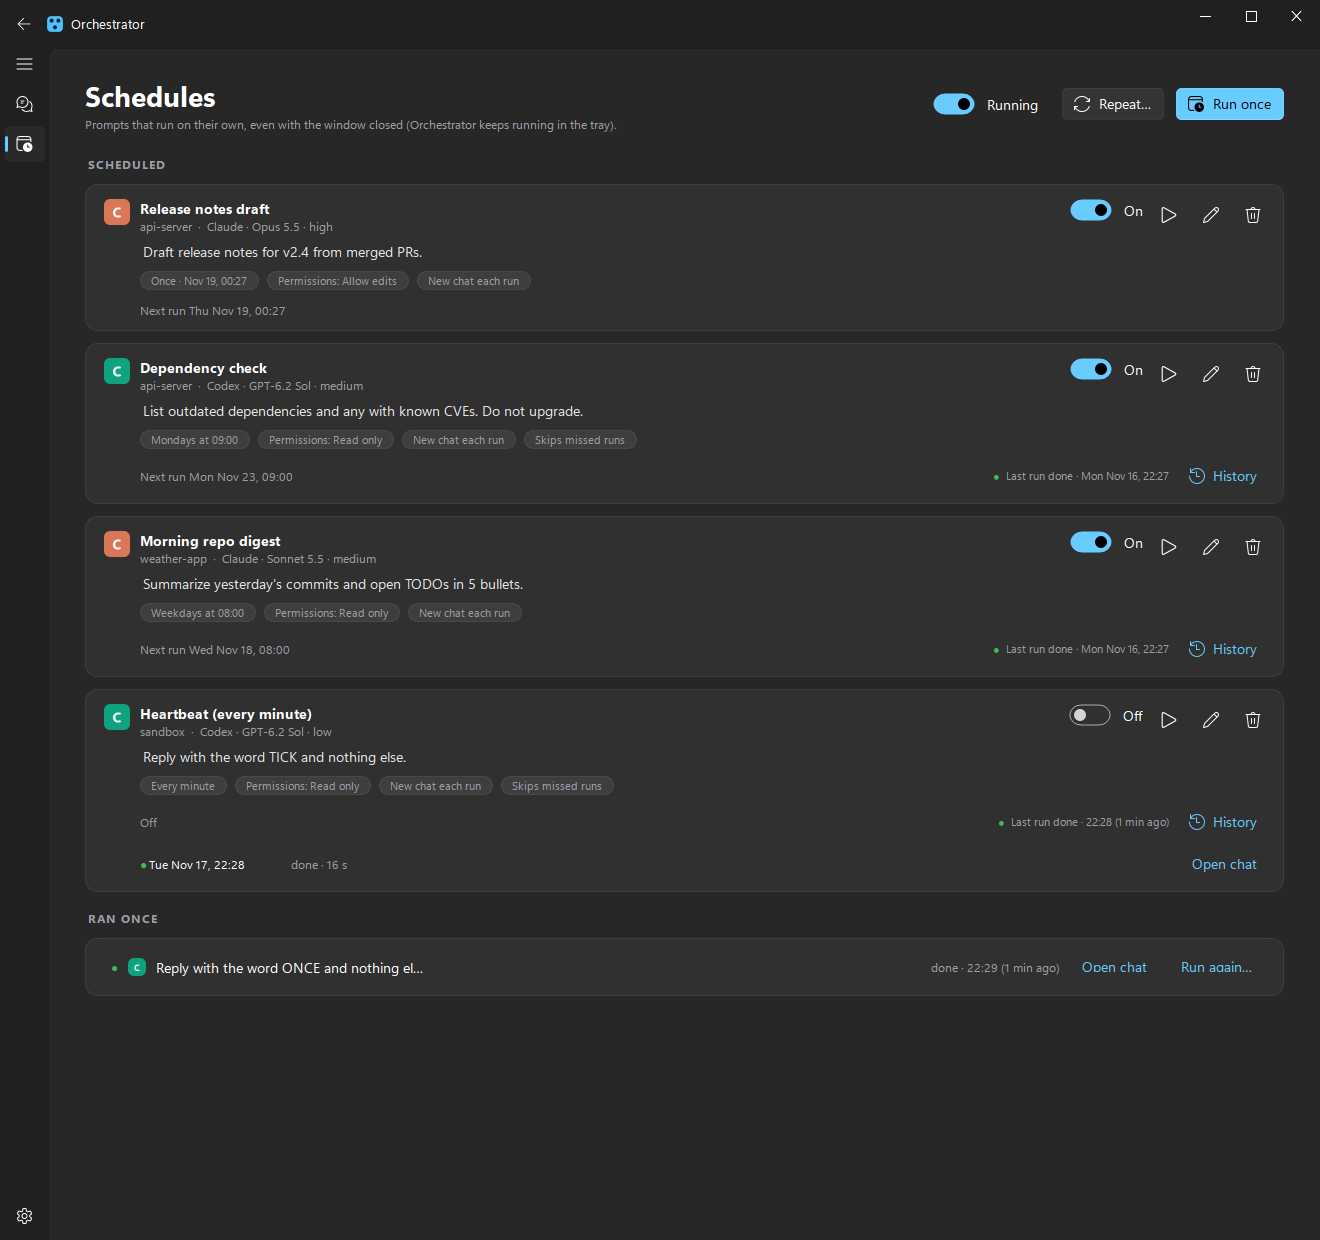 Orchestrator
Schedules
Prompts that run on their own, even with the window closed (Orchestrator keeps running in the tray).
Running
Repeat...
Run once
SCHEDULED
C
Release notes draft
On
api-server · Claude · Opus 5.5 · high
Draft release notes for v2.4 from merged PRs.
Once · Nov 19, 00:27
Permissions: Allow edits
New chat each run
Next run Thu Nov 19, 00:27
C
Dependency check
On
api-server · Codex · GPT-6.2 Sol · medium
List outdated dependencies and any with known CVEs. Do not upgrade.
Mondays at 09:00
Permissions: Read only
New chat each run
Skips missed runs
Next run Mon Nov 23, 09:00
Last run done · Mon Nov 16, 22:27
History
C
Morning repo digest
On
weather-app · Claude · Sonnet 5.5 · medium
Summarize yesterday's commits and open TODOs in 5 bullets.
Weekdays at 08:00
Permissions: Read only
New chat each run
Next run Wed Nov 18, 08:00
Last run done · Mon Nov 16, 22:27
History
C
Heartbeat (every minute)
Off
sandbox · Codex · GPT-6.2 Sol · low
Reply with the word TICK and nothing else.
Every minute
Permissions: Read only
New chat each run
Skips missed runs
Off
Last run done · 22:28 (1 min ago)
History
Tue Nov 17, 22:28
done · 16 s
Open chat
RAN ONCE
C
Reply with the word ONCE and nothing el...
done · 22:29 (1 min ago)
Open chat
Run again...